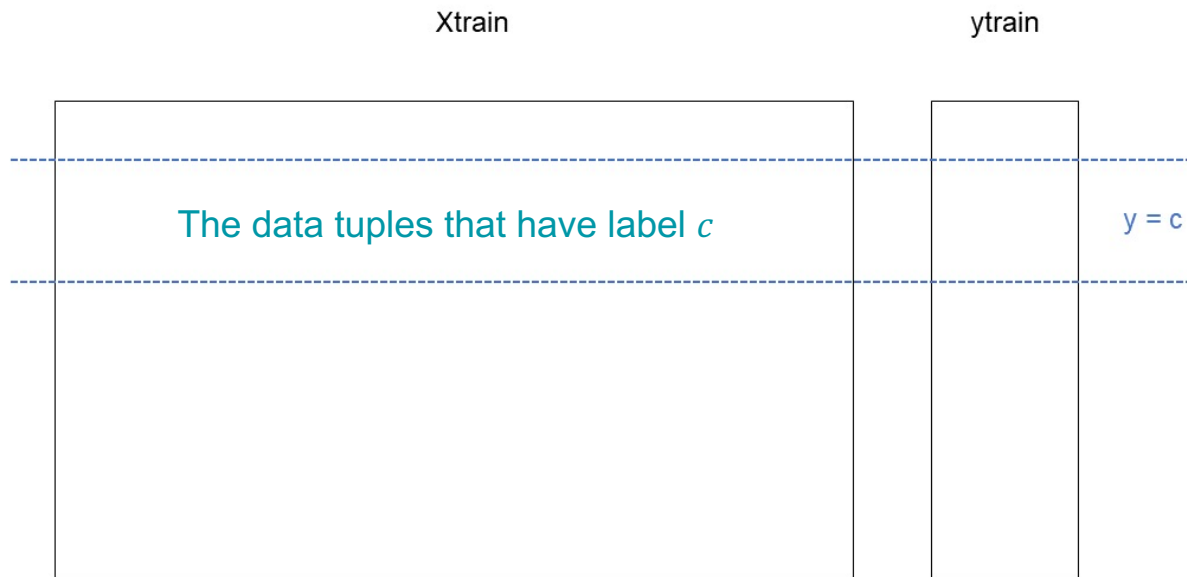 Xtrain ytrain
The data tuples that have label c
y = c